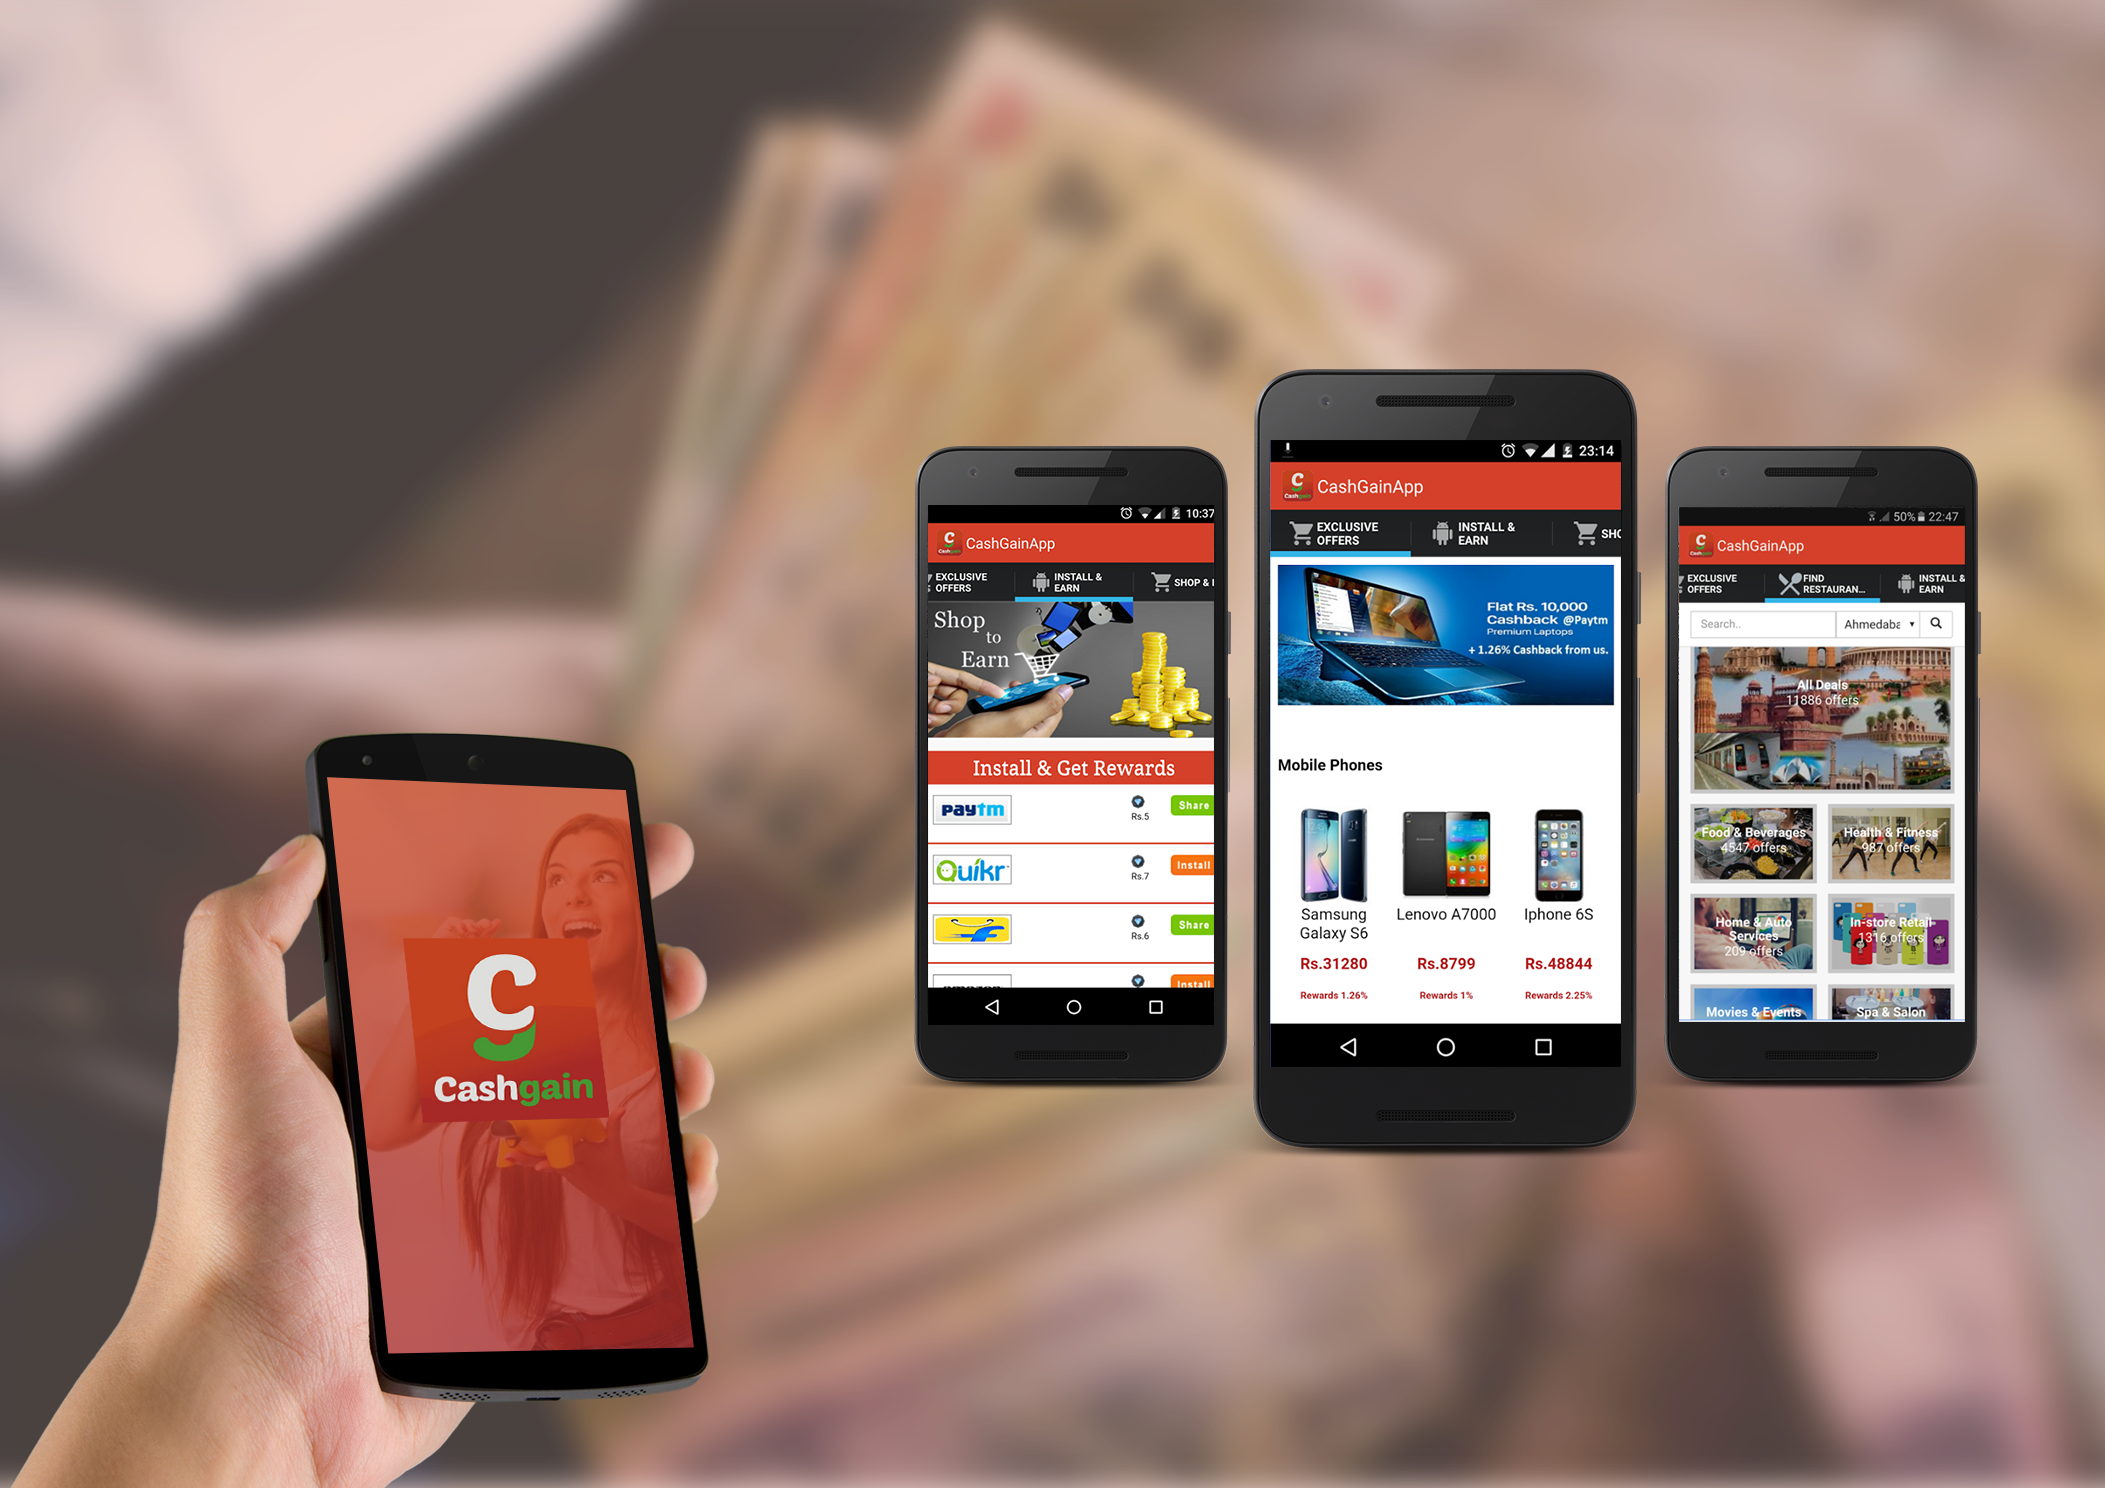 Cashgain
10:37
Cashgain
CashGainApp
EXCLUSIVE
OFFERS
INSTALL &
EARN
SHOP &
Shop
to
Earn
Install & Get Rewards
paytm
Rs.5
Share
Quikr
Rs.7
Install
Rs.6
Share
Install
23:14
Cashgain
CashGainApp
EXCLUSIVE
OFFERS
INSTALL &
EARN
SHO
Flat Rs. 10,000
Cashback @Paytm
Premium Laptops
+ 1.26% Cashback from us.
Mobile Phones
Samsung
Galaxy S6
Lenovo A7000
Iphone 6S
Rs.31280
Rs.8799
Rs.48844
Rewards 1.26%
Rewards 1%
Rewards 2.25%
50% 22:47
Cashgain
CashGainApp
EXCLUSIVE
OFFERS
FIND
RESTAURAN...
INSTALL &
EARN
Search..
Ahmedaba
All Deals
11886 offers
Food & Beverages
4547 offers
Health & Fitness
987 offers
Home & Auto
Services
209 offers
In-store Retail
1316 offers
Movies & Events
Spa & Salon